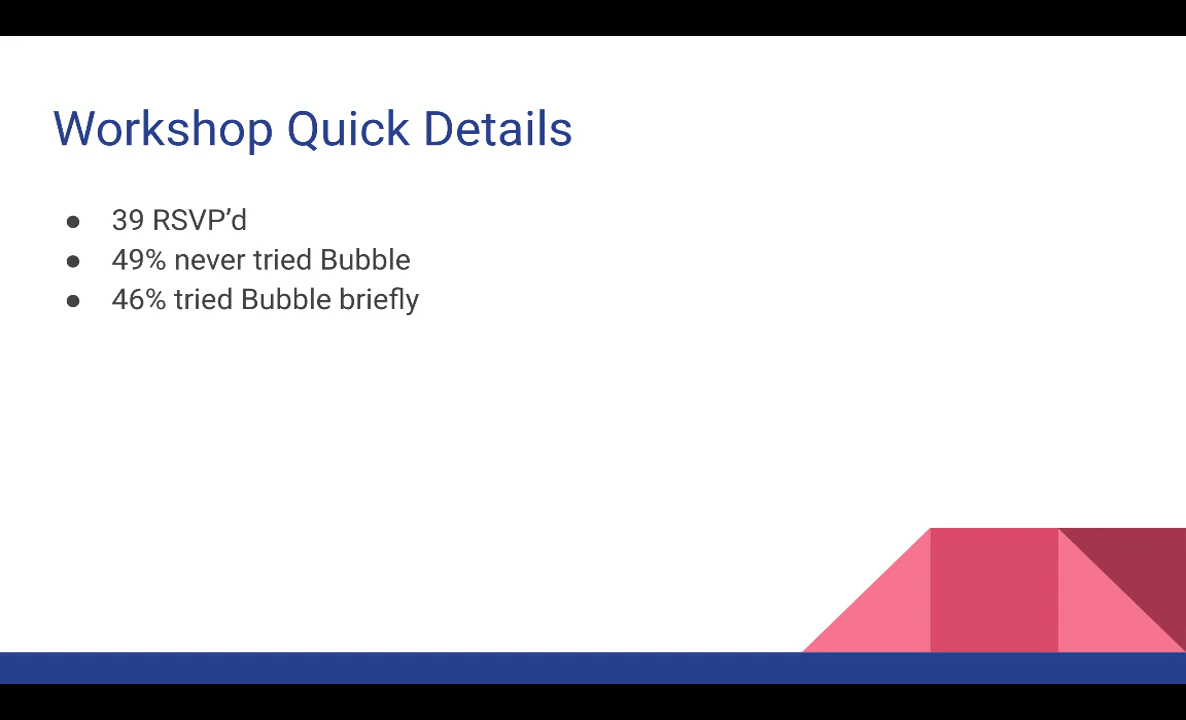 Workshop Quick Details
● 39 RSVP’d
● 49% never tried Bubble
● 46% tried Bubble briefly